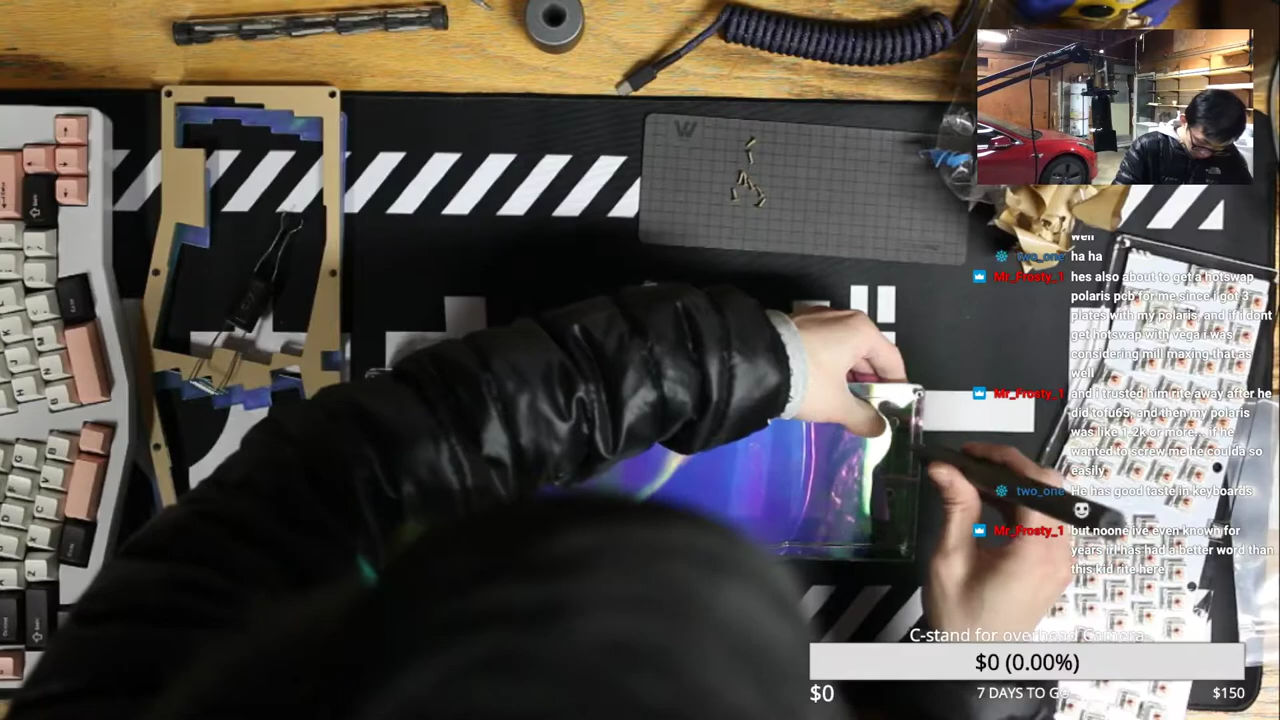 W
well
two_one ha ha
Mr_Frosty_1 hes also about to get a hotswap
polaris pcb for me since i got 3
plates with my polaris. and if i dont
get hotswap with vega i was
considering mill maxing that as
well
Mr_Frosty_1 and i trusted him rite away after he
did tofu65, and then my polaris
was like 1.2k or more.. if he
wanted to screw me he coulda so
easily
two_one He has good taste in keyboards
Mr_Frosty_1 but noone ive even known for
years irl has had a better word than
this kid rite here
C-stand for overhead Camera
$0 (0.00%)
$0 7 DAYS TO GO $150